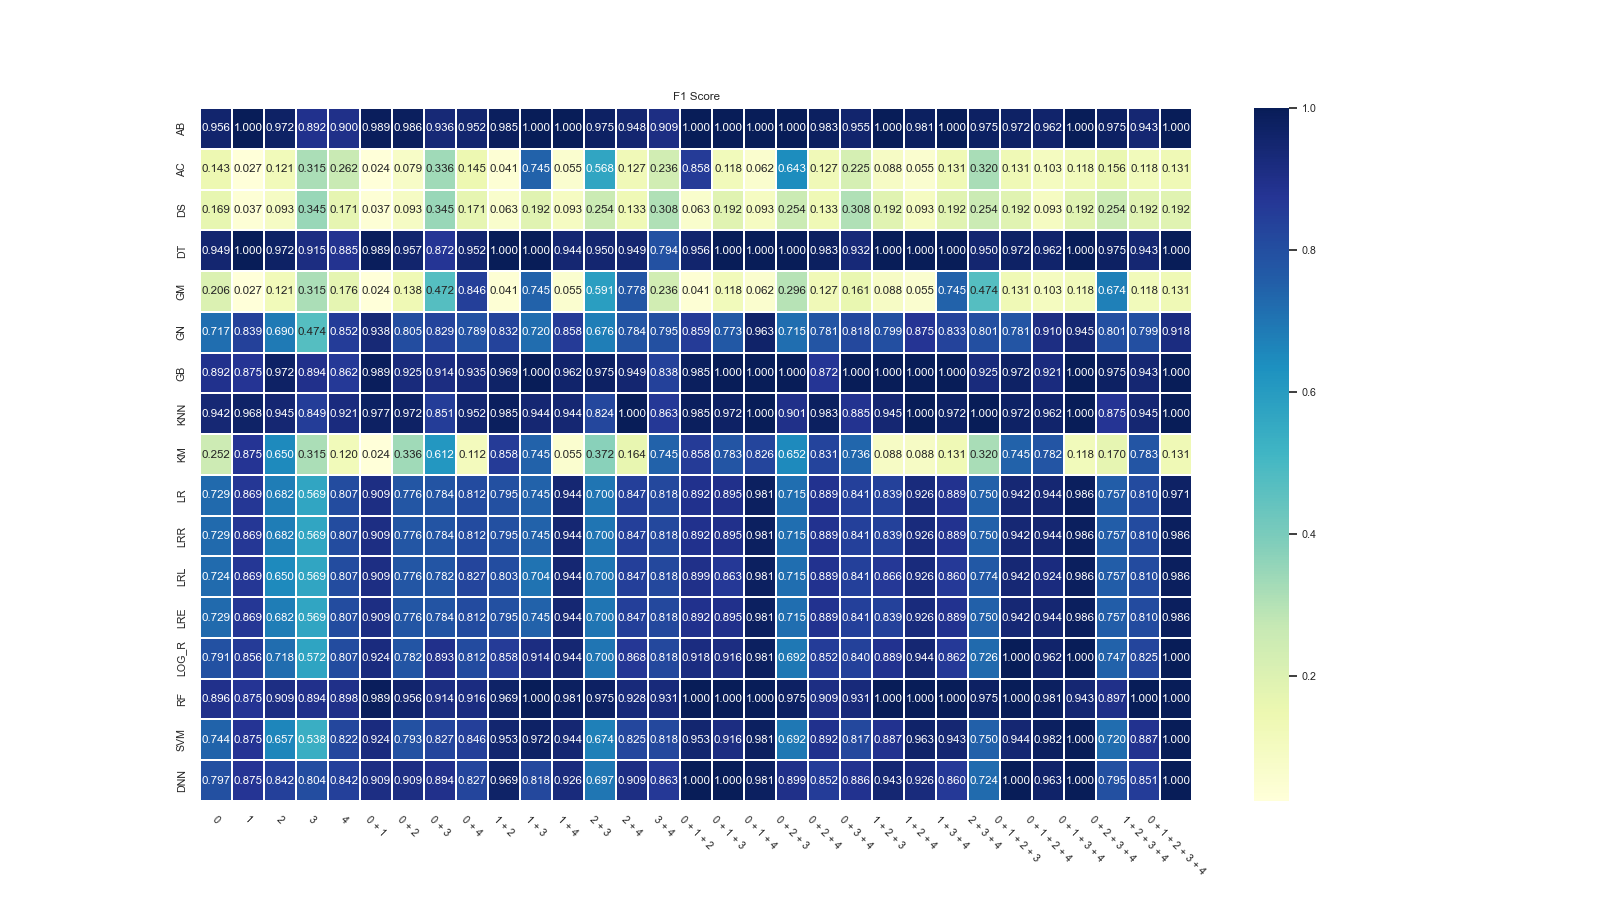 F1 Score
AB 0.956 1.000 0.972 0.892 0.900 0.989 0.986 0.936 0.952 0.985 1.000 1.000 0.975 0.948 0.909 1.000 1.000 1.000 1.000 0.983 0.955 1.000 0.981 1.000 0.975 0.972 0.962 1.000 0.975 0.943 1.000
AC 0.143 0.027 0.121 0.315 0.262 0.024 0.079 0.336 0.145 0.041 0.745 0.055 0.568 0.127 0.236 0.858 0.118 0.062 0.643 0.127 0.225 0.088 0.055 0.131 0.320 0.131 0.103 0.118 0.156 0.118 0.131
DS 0.169 0.037 0.093 0.345 0.171 0.037 0.093 0.345 0.171 0.063 0.192 0.093 0.254 0.133 0.308 0.063 0.192 0.093 0.254 0.133 0.308 0.192 0.093 0.192 0.254 0.192 0.093 0.192 0.254 0.192 0.192
DT 0.949 1.000 0.972 0.915 0.885 0.989 0.957 0.872 0.952 1.000 1.000 0.944 0.950 0.949 0.794 0.956 1.000 1.000 1.000 0.983 0.932 1.000 1.000 1.000 0.950 0.972 0.962 1.000 0.975 0.943 1.000
GM 0.206 0.027 0.121 0.315 0.176 0.024 0.138 0.472 0.846 0.041 0.745 0.055 0.591 0.778 0.236 0.041 0.118 0.062 0.296 0.127 0.161 0.088 0.055 0.745 0.474 0.131 0.103 0.118 0.674 0.118 0.131
GN 0.717 0.839 0.690 0.474 0.852 0.938 0.805 0.829 0.789 0.832 0.720 0.858 0.676 0.784 0.795 0.859 0.773 0.963 0.715 0.781 0.818 0.799 0.875 0.833 0.801 0.781 0.910 0.945 0.801 0.799 0.918
GB 0.892 0.875 0.972 0.894 0.862 0.989 0.925 0.914 0.935 0.969 1.000 0.962 0.975 0.949 0.838 0.985 1.000 1.000 1.000 0.872 1.000 1.000 1.000 1.000 0.925 0.972 0.921 1.000 0.975 0.943 1.000
KNN 0.942 0.968 0.945 0.849 0.921 0.977 0.972 0.851 0.952 0.985 0.944 0.944 0.824 1.000 0.863 0.985 0.972 1.000 0.901 0.983 0.885 0.945 1.000 0.972 1.000 0.972 0.962 1.000 0.875 0.945 1.000
KM 0.252 0.875 0.650 0.315 0.120 0.024 0.336 0.612 0.112 0.858 0.745 0.055 0.372 0.164 0.745 0.858 0.783 0.826 0.652 0.831 0.736 0.088 0.088 0.131 0.320 0.745 0.782 0.118 0.170 0.783 0.131
LR 0.729 0.869 0.682 0.569 0.807 0.909 0.776 0.784 0.812 0.795 0.745 0.944 0.700 0.847 0.818 0.892 0.895 0.981 0.715 0.889 0.841 0.839 0.926 0.889 0.750 0.942 0.944 0.986 0.757 0.810 0.971
LRR 0.729 0.869 0.682 0.569 0.807 0.909 0.776 0.784 0.812 0.795 0.745 0.944 0.700 0.847 0.818 0.892 0.895 0.981 0.715 0.889 0.841 0.839 0.926 0.889 0.750 0.942 0.944 0.986 0.757 0.810 0.986
LRL 0.724 0.869 0.650 0.569 0.807 0.909 0.776 0.782 0.827 0.803 0.704 0.944 0.700 0.847 0.818 0.899 0.863 0.981 0.715 0.889 0.841 0.866 0.926 0.860 0.774 0.942 0.924 0.986 0.757 0.810 0.986
LRE 0.729 0.869 0.682 0.569 0.807 0.909 0.776 0.784 0.812 0.795 0.745 0.944 0.700 0.847 0.818 0.892 0.895 0.981 0.715 0.889 0.841 0.839 0.926 0.889 0.750 0.942 0.944 0.986 0.757 0.810 0.986
LOG_R 0.791 0.856 0.718 0.572 0.807 0.924 0.782 0.893 0.812 0.858 0.914 0.944 0.700 0.868 0.818 0.918 0.916 0.981 0.692 0.852 0.840 0.889 0.944 0.862 0.726 1.000 0.962 1.000 0.747 0.825 1.000
RF 0.896 0.875 0.909 0.894 0.898 0.989 0.956 0.914 0.916 0.969 1.000 0.981 0.975 0.928 0.931 1.000 1.000 1.000 0.975 0.909 0.931 1.000 1.000 1.000 0.975 1.000 0.981 0.943 0.897 1.000 1.000
SVM 0.744 0.875 0.657 0.538 0.822 0.924 0.793 0.827 0.846 0.953 0.972 0.944 0.674 0.825 0.818 0.953 0.916 0.981 0.692 0.892 0.817 0.887 0.963 0.943 0.750 0.944 0.982 1.000 0.720 0.887 1.000
DNN 0.797 0.875 0.842 0.804 0.842 0.909 0.909 0.894 0.827 0.969 0.818 0.926 0.697 0.909 0.863 1.000 1.000 0.981 0.899 0.852 0.886 0.943 0.926 0.860 0.724 1.000 0.963 1.000 0.795 0.851 1.000
0
1
2
3
4
0 + 1
0 + 2
0 + 3
0 + 4
1 + 2
1 + 3
1 + 4
2 + 3
2 + 4
3 + 4
0 + 1 + 2
0 + 1 + 3
0 + 1 + 4
0 + 2 + 3
0 + 2 + 4
0 + 3 + 4
1 + 2 + 3
1 + 2 + 4
1 + 3 + 4
2 + 3 + 4
0 + 1 + 2 + 3
0 + 1 + 2 + 4
0 + 1 + 3 + 4
0 + 2 + 3 + 4
1 + 2 + 3 + 4
0 + 1 + 2 + 3 + 4
1.0
0.8
0.6
0.4
0.2